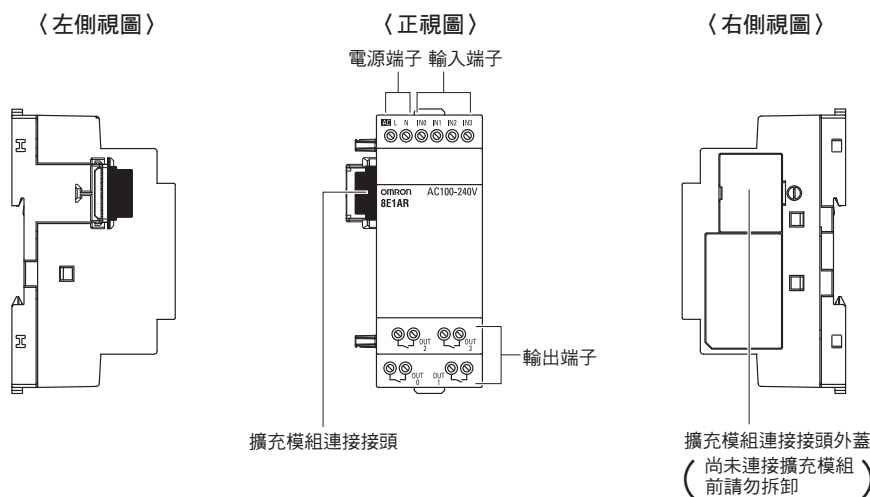 〈左側視圖〉
〈正視圖〉
〈右側視圖〉
電源端子 輸入端子
AC L N IN0 IN1 IN2 IN3
OMRON AC100-240V
8E1AR
OUT 2
OUT 3
輸出端子
OUT 0
OUT 1
擴充模組連接接頭
擴充模組連接接頭外蓋
(尚未連接擴充模組
前請勿拆卸)